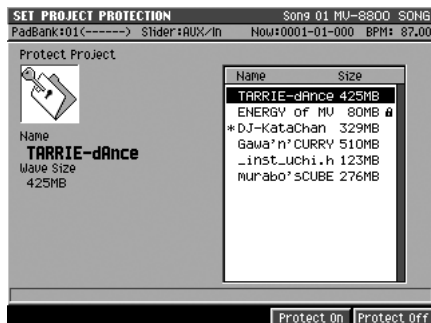 SET PROJECT PROTECTION Song 01 MV-8800 SONG
PadBank:01(------) Slider:AUX/In Now:0001-01-000 BPM: 87.00
Protect Project
Name Size
TARRIE-dAnce 425MB
ENERGY of MV 80MB
*DJ-KataChan 329MB
Gawa'n'CURRY 510MB
_inst_uchi.h 123MB
murabo'sCUBE 276MB
Name
TARRIE-dAnce
Wave Size
425MB
Protect On Protect Off